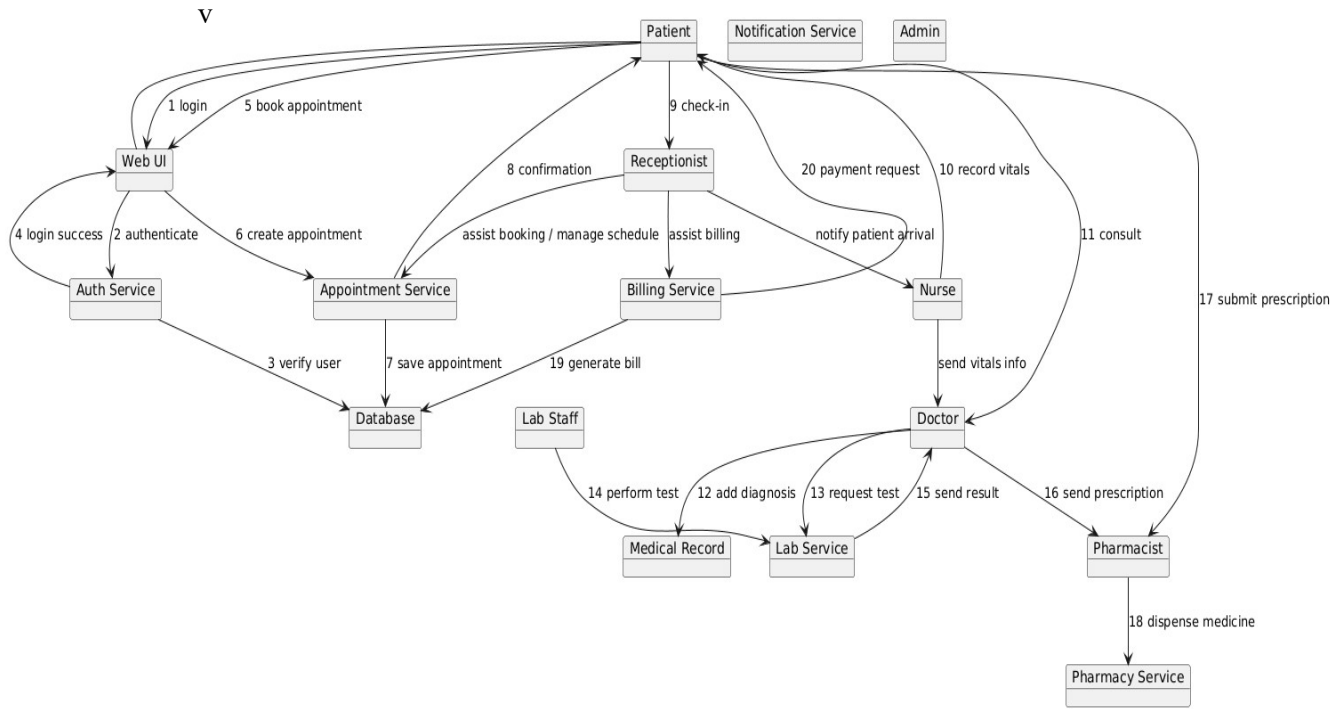 v
Patient
Notification Service
Admin
1 login
5 book appointment
9 check-in
Web UI
Receptionist
8 confirmation
20 payment request
10 record vitals
4 login success
2 authenticate
6 create appointment
assist booking / manage schedule
assist billing
notify patient arrival
11 consult
Auth Service
Appointment Service
Billing Service
Nurse
17 submit prescription
3 verify user
7 save appointment
19 generate bill
send vitals info
Database
Lab Staff
Doctor
14 perform test
12 add diagnosis
13 request test
15 send result
16 send prescription
Medical Record
Lab Service
Pharmacist
18 dispense medicine
Pharmacy Service